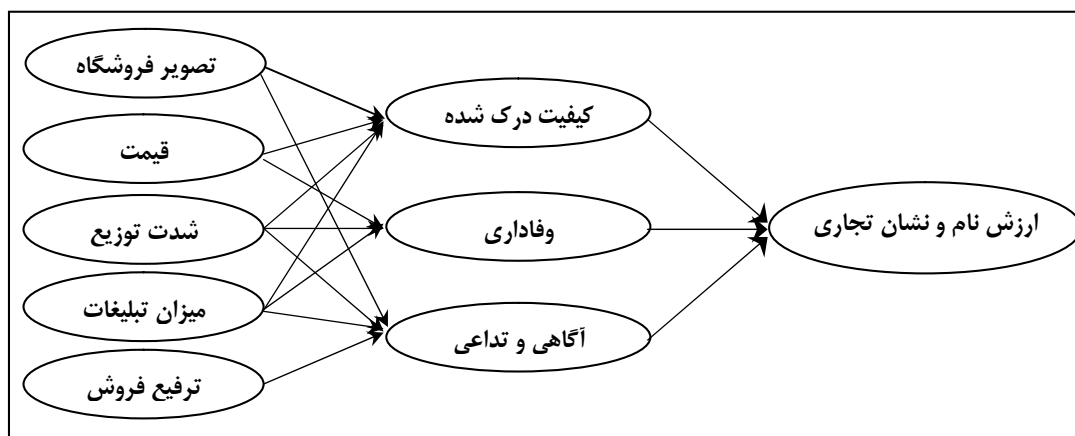 تصویر فروشگاه
قیمت
شدت توزیع
میزان تبلیغات
ترفیع فروش
کیفیت درک شده
وفاداری
آگاهی و تداعی
ارزش نام و نشان تجاری